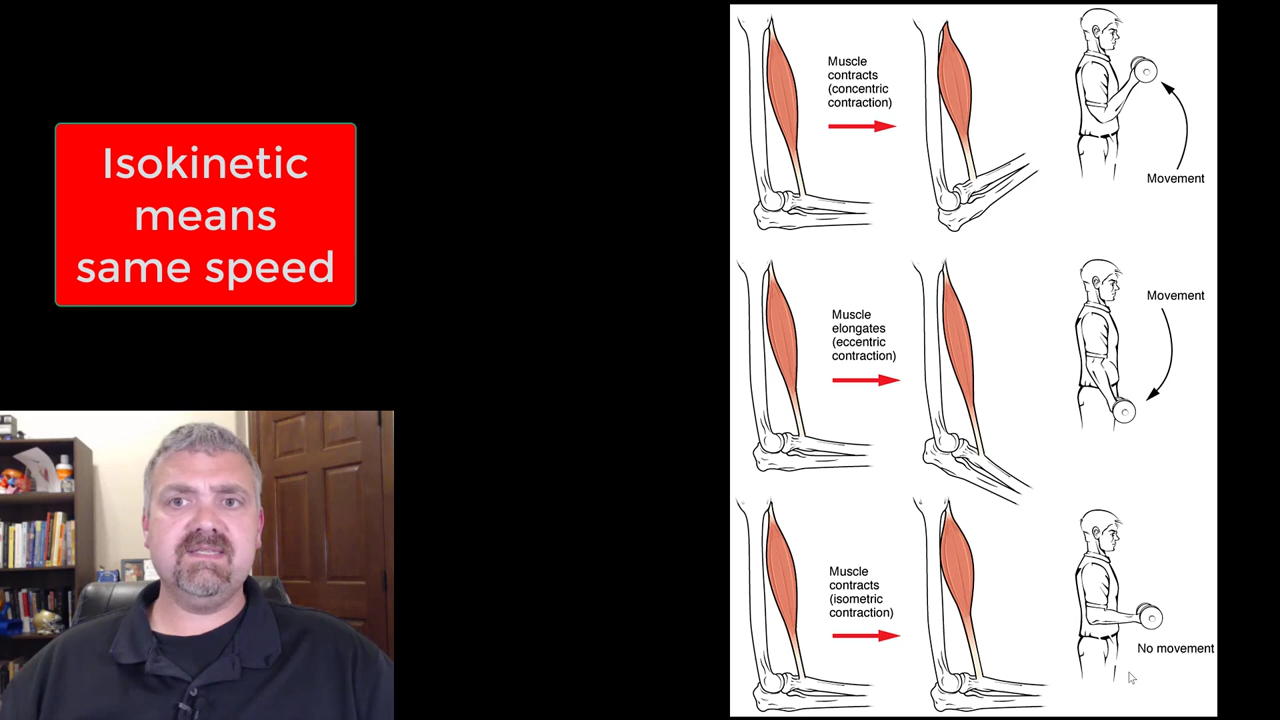 Isokinetic
means
same speed
Muscle
contracts
(concentric
contraction)
Movement
Muscle
elongates
(eccentric
contraction)
Movement
Muscle
contracts
(isometric
contraction)
No movement